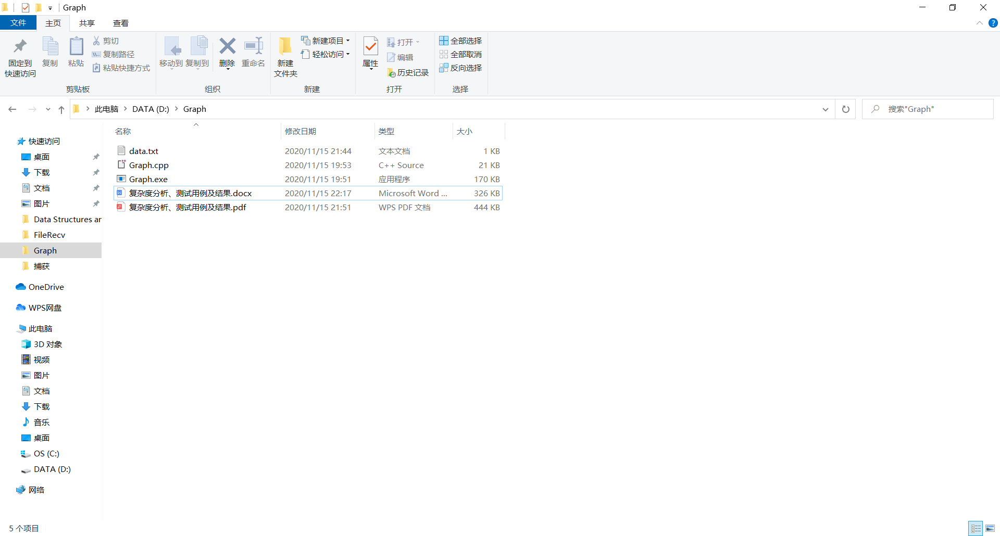 Graph
文件 主页 共享 查看
固定到
快速访问
复制
粘贴
剪切
复制路径
粘贴快捷方式
剪贴板
移动到 复制到 删除 重命名
组织
新建
文件夹
新建项目
轻松访问
新建
属性
打开
编辑
历史记录
打开
全部选择
全部取消
反向选择
选择
此电脑 > DATA (D:) > Graph
搜索"Graph"
名称 修改日期 类型 大小
data.txt 2020/11/15 21:44 文本文档 1 KB
Graph.cpp 2020/11/15 19:53 C++ Source 21 KB
Graph.exe 2020/11/15 19:51 应用程序 170 KB
复杂度分析、测试用例及结果.docx 2020/11/15 22:17 Microsoft Word ... 326 KB
复杂度分析、测试用例及结果.pdf 2020/11/15 21:51 WPS PDF 文档 444 KB
快速访问
桌面
下载
文档
图片
Data Structures ar
FileRecv
Graph
捕获
OneDrive
WPS网盘
此电脑
3D 对象
视频
图片
文档
下载
音乐
桌面
OS (C:)
DATA (D:)
网络
5 个项目